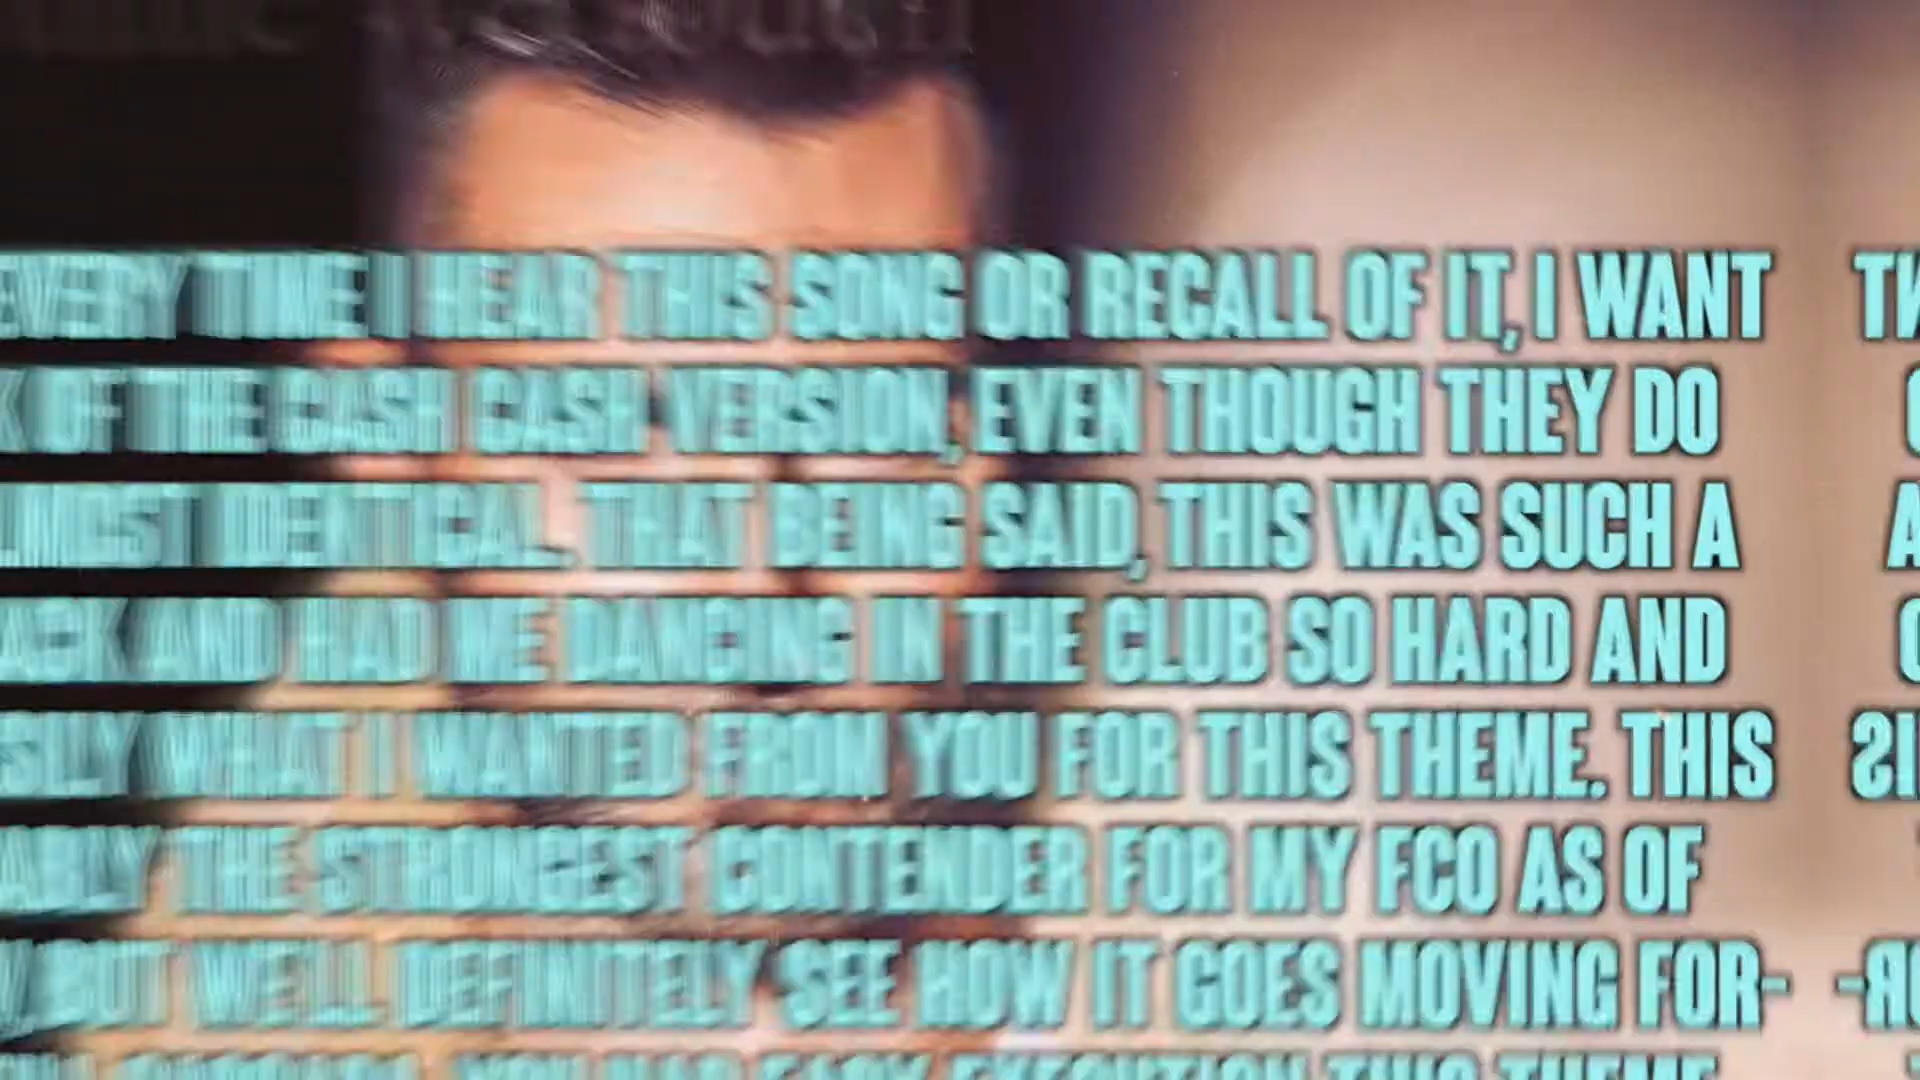 EVERY TIME I HEAR THIS SONG OR RECALL OF IT, I WANT
OF THE CASH CASH VERSION, EVEN THOUGH THEY DO
IDENTICAL. THAT BEING SAID, THIS WAS SUCH A
AND HAD ME DANCING IN THE CLUB SO HARD AND
WHAT I WANTED FROM YOU FOR THIS THEME. THIS
THE STRONGEST CONTENDER FOR MY FCO AS OF
BUT WE'LL DEFINITELY SEE HOW IT GOES MOVING FOR-
EXECUTION THIS THEME